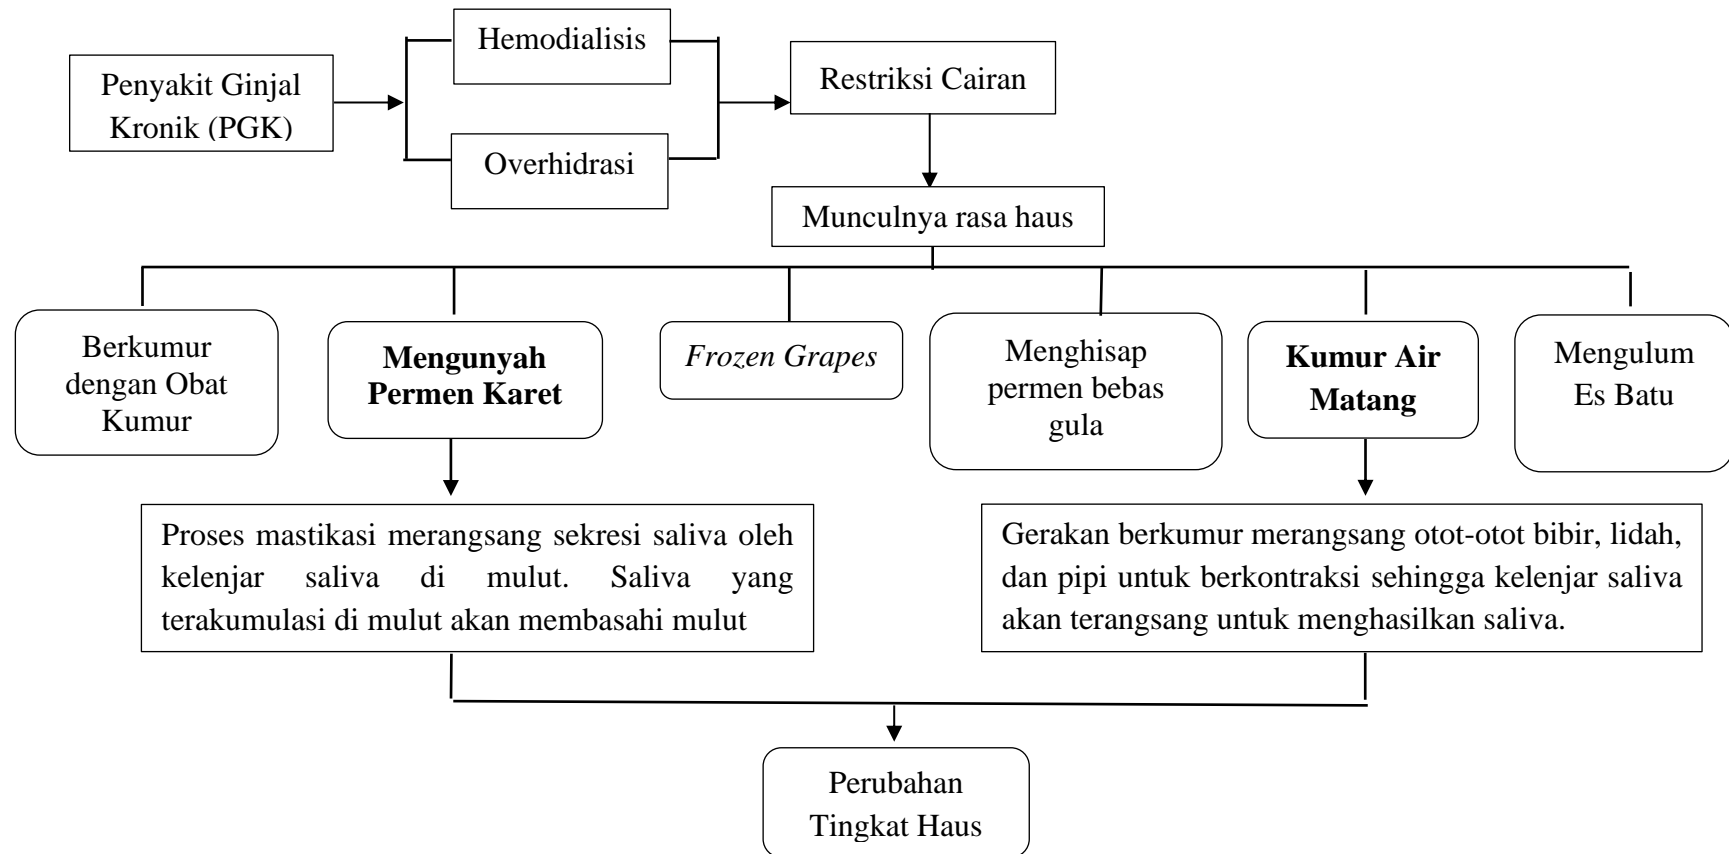 Hemodialisis
Penyakit Ginjal
Kronik (PGK)
Restriksi Cairan
Overhidrasi
Munculnya rasa haus
Berkumur
dengan Obat
Kumur
Mengunyah
Permen Karet
Frozen Grapes
Menghisap
permen bebas
gula
Kumur Air
Matang
Mengulum
Es Batu
Proses mastikasi merangsang sekresi saliva oleh
kelenjar saliva di mulut. Saliva yang
terakumulasi di mulut akan membasahi mulut
Gerakan berkumur merangsang otot-otot bibir, lidah,
dan pipi untuk berkontraksi sehingga kelenjar saliva
akan terangsang untuk menghasilkan saliva.
Perubahan
Tingkat Haus